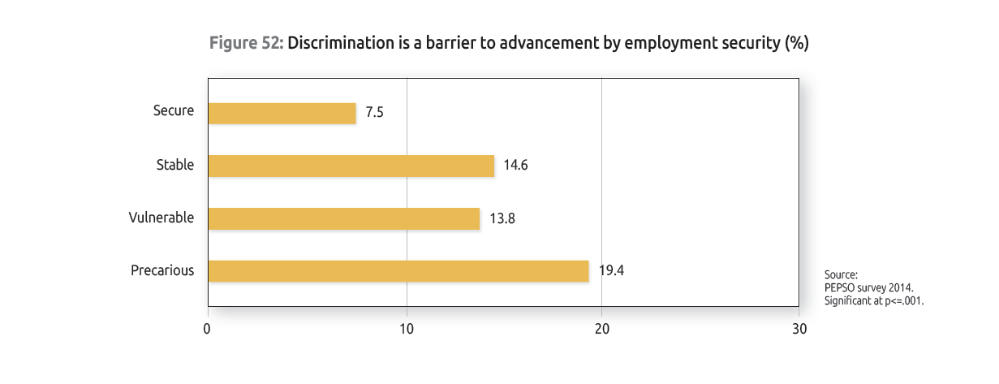 Figure 52: Discrimination is a barrier to advancement by employment security (%)
Secure 7.5
Stable 14.6
Vulnerable 13.8
Precarious 19.4
0 10 20 30
Source:
PEPSO survey 2014.
Significant at p<=.001.